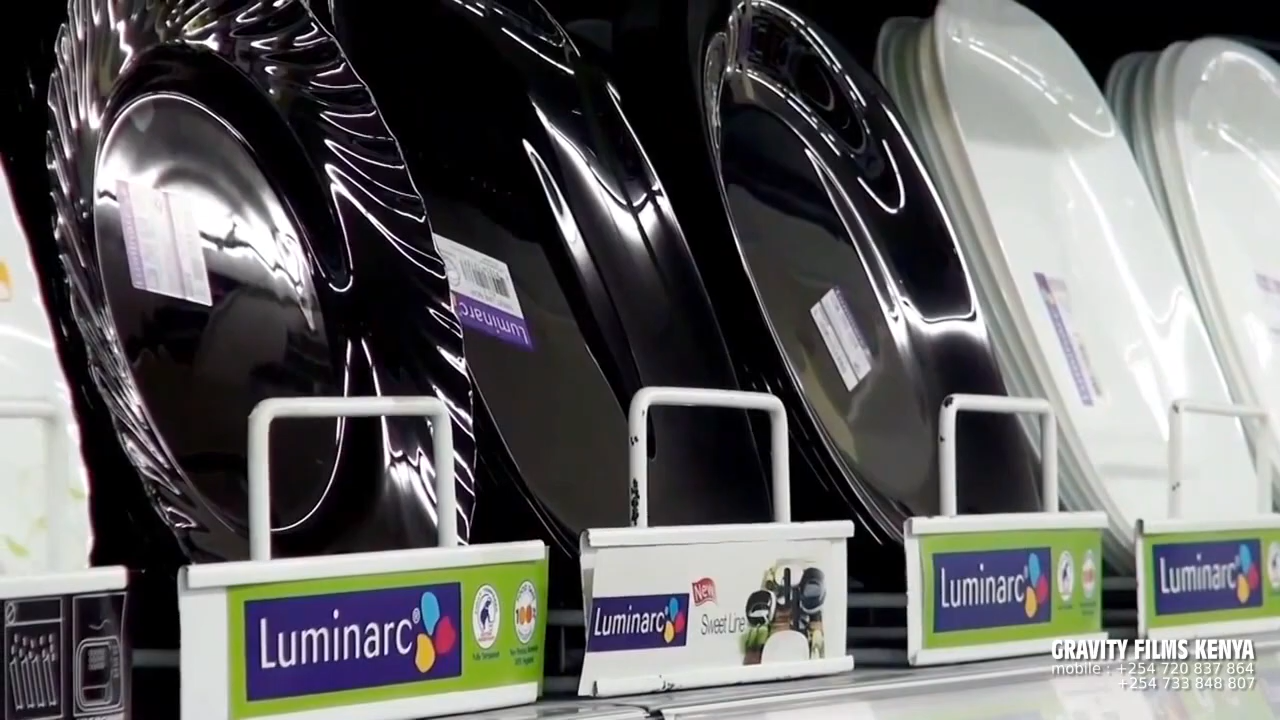 Luminarc
Luminarc®
Luminarc
New
Sweet Line
Luminarc
Luminarc
GRAVITY FILMS KENYA
mobile : +254 720 837 864
+254 733 848 807